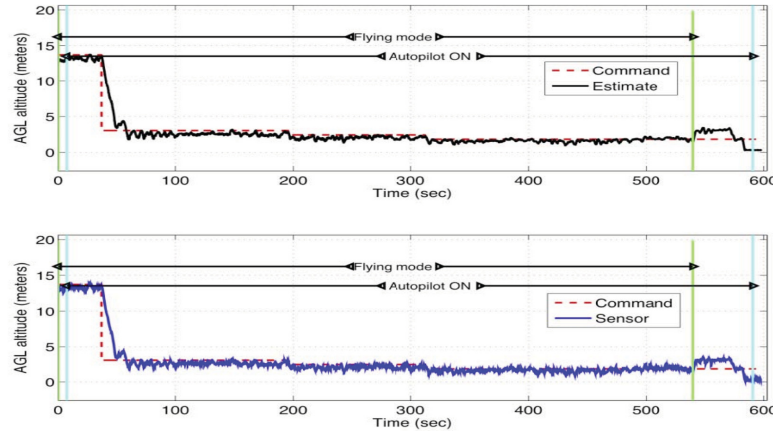 20
Flying mode
15
Autopilot ON
Command
Estimate
10
5
0
AGL altitude (meters)
0 100 200 300 400 500 600
Time (sec)
20
Flying mode
15
Autopilot ON
Command
Sensor
10
5
0
AGL altitude (meters)
0 100 200 300 400 500 600
Time (sec)